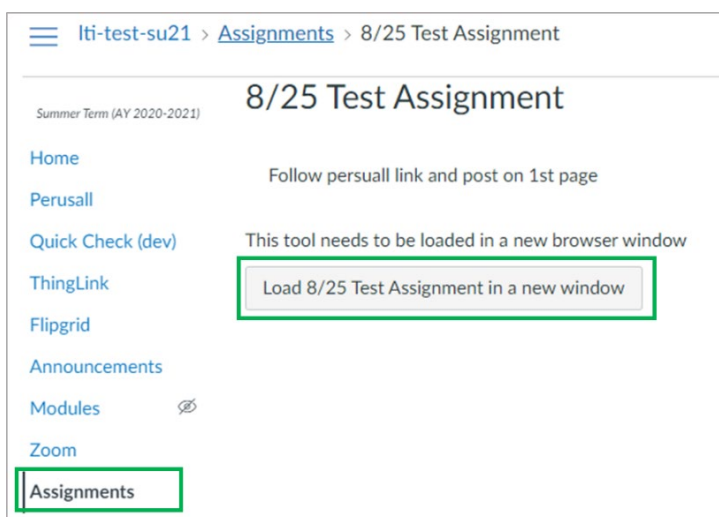 lti-test-su21 > Assignments > 8/25 Test Assignment
Summer Term (AY 2020-2021)
Home
Perusall
Quick Check (dev)
ThingLink
Flipgrid
Announcements
Modules
Zoom
Assignments
8/25 Test Assignment
Follow persuall link and post on 1st page
This tool needs to be loaded in a new browser window
Load 8/25 Test Assignment in a new window